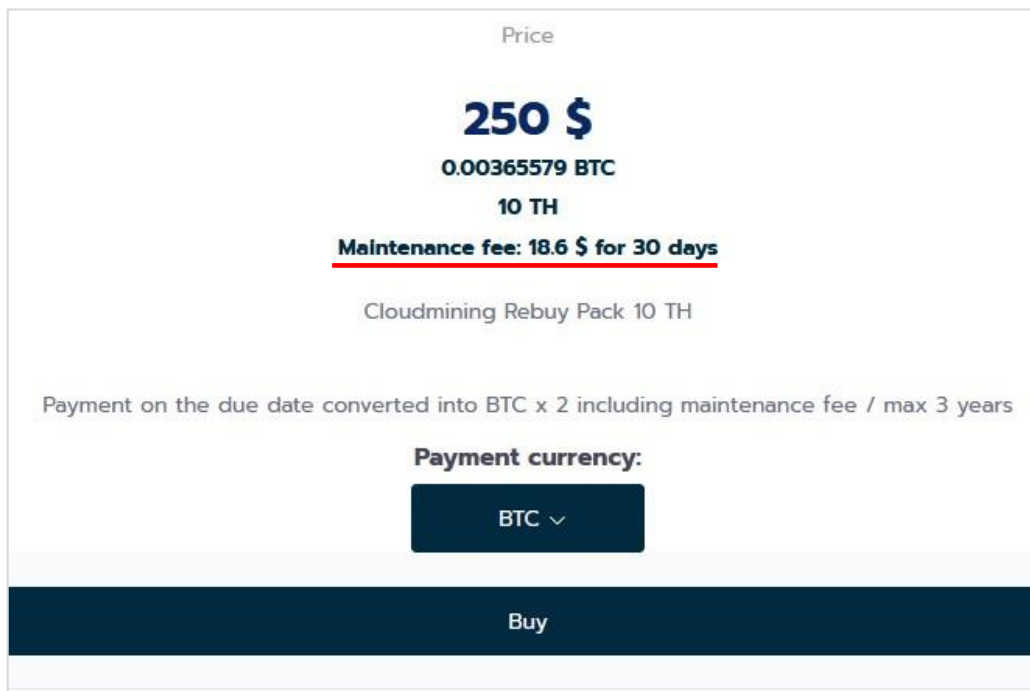 Price
250 $
0.00365579 BTC
10 TH
Maintenance fee: 18.6 $ for 30 days
Cloudmining Rebuy Pack 10 TH
Payment on the due date converted into BTC x 2 including maintenance fee / max 3 years
Payment currency:
BTC
Buy